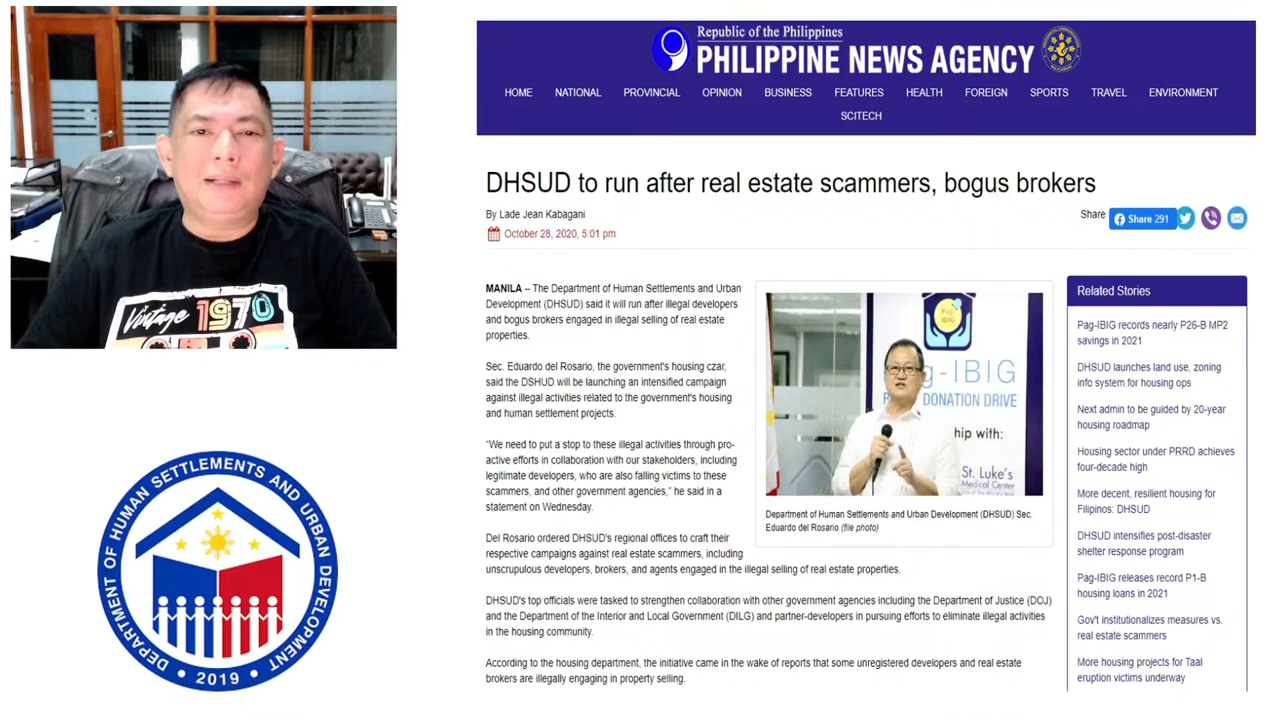 Vintage 1970
DEPARTMENT OF HUMAN SETTLEMENTS AND URBAN DEVELOPMENT
• 2019 •
Republic of the Philippines
PHILIPPINE NEWS AGENCY
HOME NATIONAL PROVINCIAL OPINION BUSINESS FEATURES HEALTH FOREIGN SPORTS TRAVEL ENVIRONMENT
SCITECH
DHSUD to run after real estate scammers, bogus brokers
By Lade Jean Kabagani
October 28, 2020, 5:01 pm
Share Share 291
MANILA – The Department of Human Settlements and Urban
Development (DHSUD) said it will run after illegal developers
and bogus brokers engaged in illegal selling of real estate
properties.
Sec. Eduardo del Rosario, the government's housing czar,
said the DSHUD will be launching an intensified campaign
against illegal activities related to the government's housing
and human settlement projects.
“We need to put a stop to these illegal activities through pro-
active efforts in collaboration with our stakeholders, including
legitimate developers, who are also falling victims to these
scammers, and other government agencies,” he said in a
statement on Wednesday.
Del Rosario ordered DHSUD's regional offices to craft their
respective campaigns against real estate scammers, including
unscrupulous developers, brokers, and agents engaged in the illegal selling of real estate properties.
DHSUD's top officials were tasked to strengthen collaboration with other government agencies including the Department of Justice (DOJ)
and the Department of the Interior and Local Government (DILG) and partner-developers in pursuing efforts to eliminate illegal activities
in the housing community.
According to the housing department, the initiative came in the wake of reports that some unregistered developers and real estate
brokers are illegally engaging in property selling.
Pag-IBIG
g-IBIG
DONATION DRIVE
hip with:
St. Luke's
Medical Center
Department of Human Settlements and Urban Development (DHSUD) Sec.
Eduardo del Rosario (file photo)
Related Stories
Pag-IBIG records nearly P26-B MP2
savings in 2021
DHSUD launches land use, zoning
info system for housing ops
Next admin to be guided by 20-year
housing roadmap
Housing sector under PRRD achieves
four-decade high
More decent, resilient housing for
Filipinos: DHSUD
DHSUD intensifies post-disaster
shelter response program
Pag-IBIG releases record P1-B
housing loans in 2021
Gov't institutionalizes measures vs.
real estate scammers
More housing projects for Taal
eruption victims underway